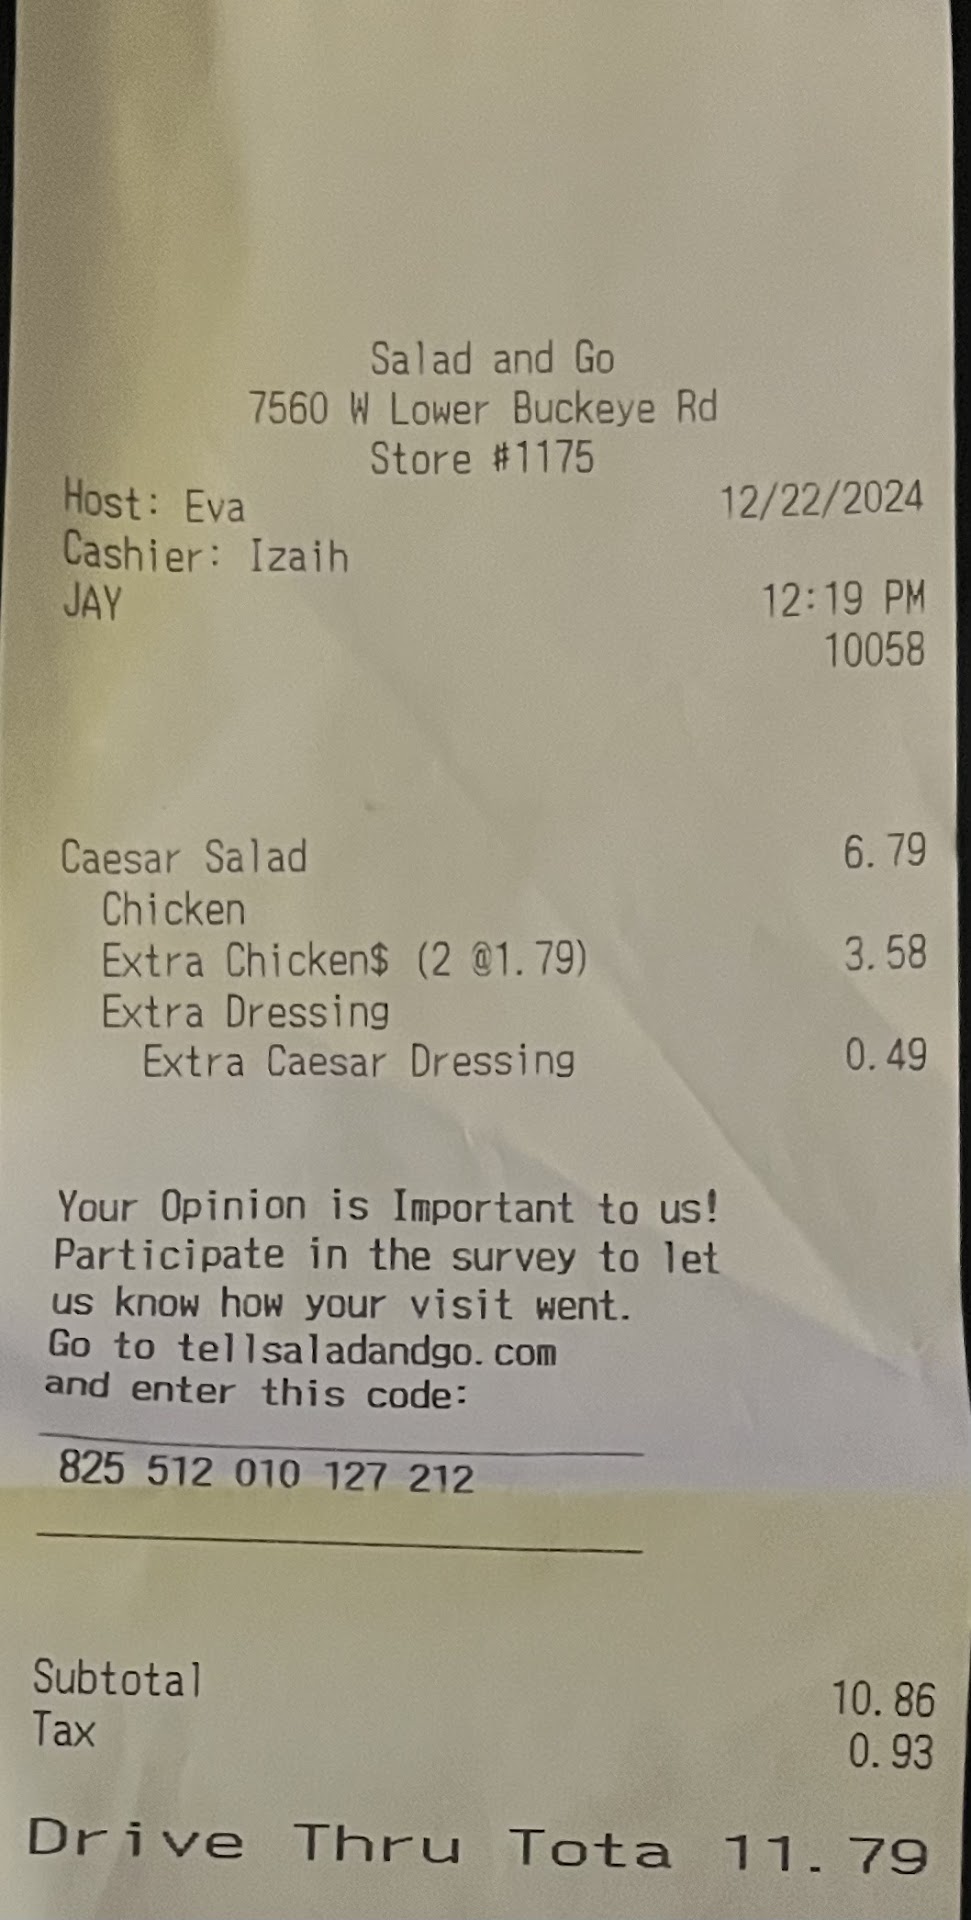 Salad and Go
7560 W Lower Buckeye Rd
Store #1175
Host: Eva 12/22/2024
Cashier: Izaih
JAY 12:19 PM
10058
Caesar Salad 6.79
Chicken
Extra Chicken$ (2 @1.79) 3.58
Extra Dressing
Extra Caesar Dressing 0.49
Your Opinion is Important to us!
Participate in the survey to let
us know how your visit went.
Go to tellsaladandgo.com
and enter this code:
825 512 010 127 212
Subtotal 10.86
Tax 0.93
Drive Thru Tota 11.79